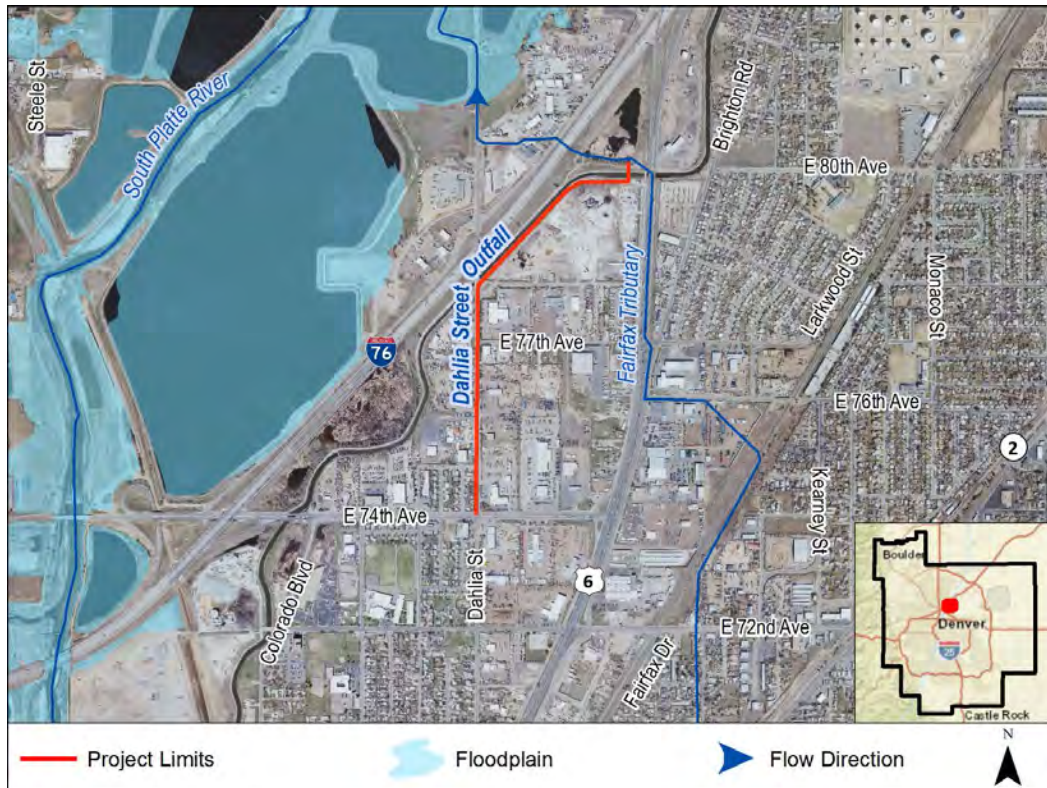 Steele St
South Platte River
Brighton Rd
E 80th Ave
Dahlia Street Outfall
Fairfax Tributary
Larkwood St
Monaco St
E 77th Ave
76
E 76th Ave
2
Kearney St
E 74th Ave
Colorado Blvd
Dahlia St
6
E 72nd Ave
Fairfax Dr
Boulder
Denver
25
Castle Rock
Project Limits
Floodplain
Flow Direction
N